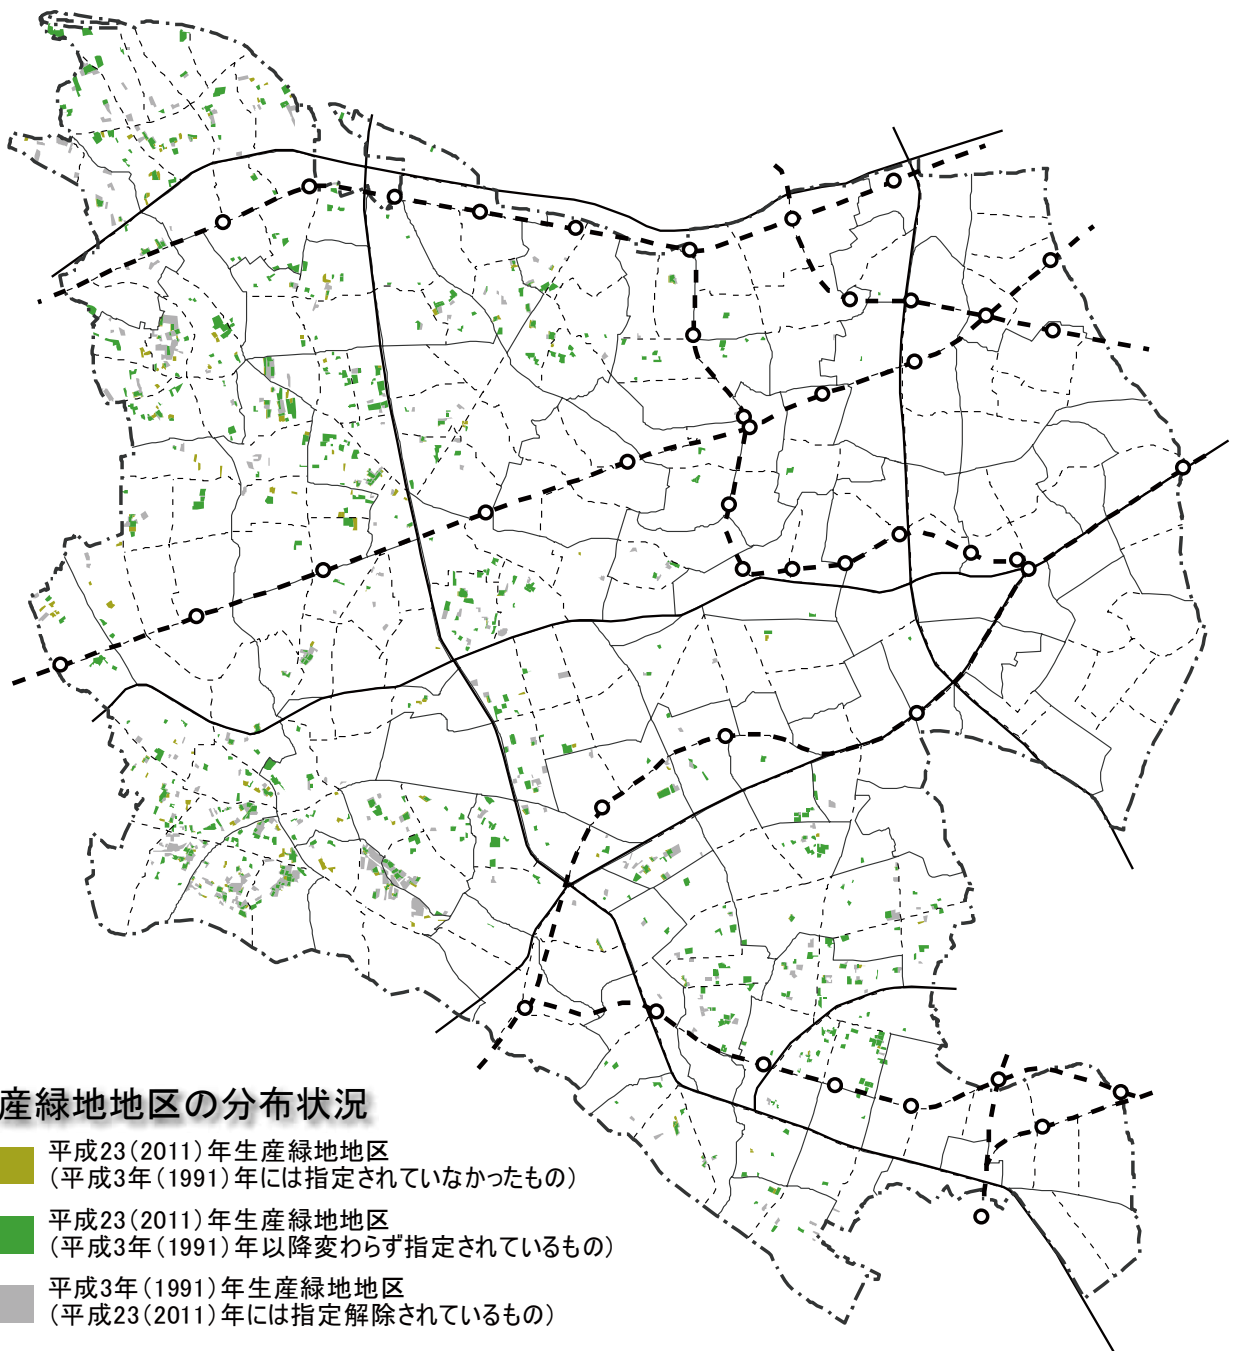 産緑地地区の分布状況
平成23(2011)年生産緑地地区
(平成3年(1991)年には指定されていなかったもの)
平成23(2011)年生産緑地地区
(平成3年(1991)年以降変わらず指定されているもの)
平成3年(1991)年生産緑地地区
(平成23(2011)年には指定解除されているもの)